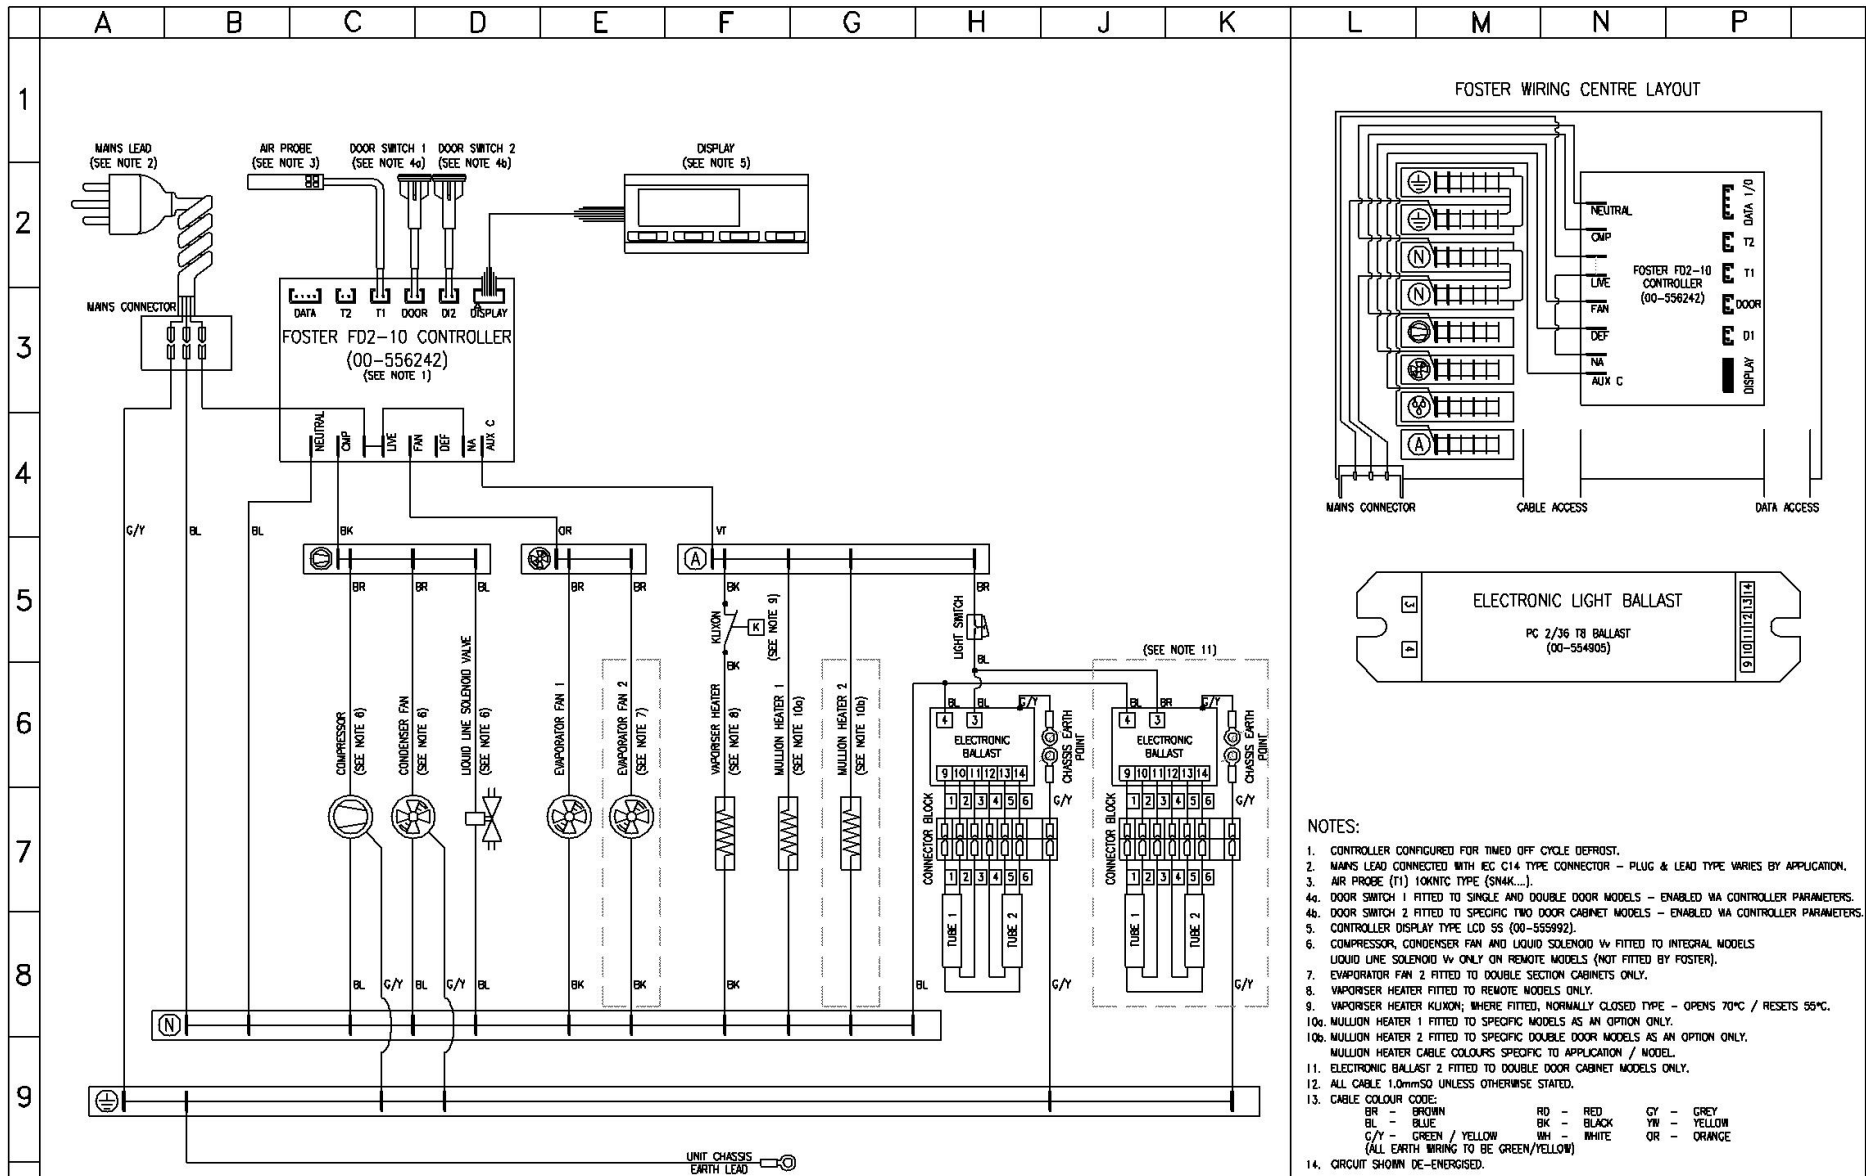 A B C D E F G H J K L M N P
1
2
3
4
5
6
7
8
9
MAINS LEAD
(SEE NOTE 2)
AIR PROBE
(SEE NOTE 3)
DOOR SWITCH 1
(SEE NOTE 4a)
DOOR SWITCH 2
(SEE NOTE 4b)
DISPLAY
(SEE NOTE 5)
MAINS CONNECTOR
DATA T2 T1 DOOR DI2 DISPLAY
FOSTER FD2-10 CONTROLLER
(00-556242)
(SEE NOTE 1)
NEUTRAL CMP LIVE FAN DEF NA AUX C
G/Y BL BL BK OR VT
A
BR BR BL BR BR BK BR
KLIXON
K
(SEE NOTE 9)
BK
LIGHT SWITCH
BL
(SEE NOTE 11)
COMPRESSOR
(SEE NOTE 6)
CONDENSER FAN
(SEE NOTE 6)
LIQUID LINE SOLENOID VALVE
(SEE NOTE 6)
EVAPORATOR FAN 1
EVAPORATOR FAN 2
(SEE NOTE 7)
VAPORISER HEATER
(SEE NOTE 8)
MULLION HEATER 1
(SEE NOTE 10a)
MULLION HEATER 2
(SEE NOTE 10b)
BL BL G/Y
4 3
ELECTRONIC
BALLAST
9 10 11 12 13 14
CHASSIS EARTH
POINT
1 2 3 4 5 6
G/Y
CONNECTOR BLOCK
1 2 3 4 5 6
TUBE 1
TUBE 2
BL BR G/Y
4 3
ELECTRONIC
BALLAST
9 10 11 12 13 14
CHASSIS EARTH
POINT
1 2 3 4 5 6
G/Y
CONNECTOR BLOCK
1 2 3 4 5 6
TUBE 1
TUBE 2
BL G/Y BL G/Y BL BK BK BK BL G/Y G/Y
N
UNIT CHASSIS
EARTH LEAD
FOSTER WIRING CENTRE LAYOUT
N
N
A
NEUTRAL
CMP
LIVE
FAN
DEF
NA
AUX C
FOSTER FD2-10
CONTROLLER
(00-556242)
DATA I/O
T2
T1
DOOR
D1
DISPLAY
MAINS CONNECTOR
CABLE ACCESS
DATA ACCESS
3
4
ELECTRONIC LIGHT BALLAST
PC 2/36 T8 BALLAST
(00-554905)
9 10 11 12 13 14
NOTES:
1. CONTROLLER CONFIGURED FOR TIMED OFF CYCLE DEFROST.
2. MAINS LEAD CONNECTED WITH IEC C14 TYPE CONNECTOR - PLUG & LEAD TYPE VARIES BY APPLICATION.
3. AIR PROBE (T1) 10KNTC TYPE (SN4K....).
4a. DOOR SWITCH 1 FITTED TO SINGLE AND DOUBLE DOOR MODELS - ENABLED VIA CONTROLLER PARAMETERS.
4b. DOOR SWITCH 2 FITTED TO SPECIFIC TWO DOOR CABINET MODELS - ENABLED VIA CONTROLLER PARAMETERS.
5. CONTROLLER DISPLAY TYPE LCD 5S (00-555992).
6. COMPRESSOR, CONDENSER FAN AND LIQUID SOLENOID Vv FITTED TO INTEGRAL MODELS
LIQUID LINE SOLENOID Vv ONLY ON REMOTE MODELS (NOT FITTED BY FOSTER).
7. EVAPORATOR FAN 2 FITTED TO DOUBLE SECTION CABINETS ONLY.
8. VAPORISER HEATER FITTED TO REMOTE MODELS ONLY.
9. VAPORISER HEATER KLIXON; WHERE FITTED, NORMALLY CLOSED TYPE - OPENS 70°C / RESETS 55°C.
10a. MULLION HEATER 1 FITTED TO SPECIFIC MODELS AS AN OPTION ONLY.
10b. MULLION HEATER 2 FITTED TO SPECIFIC DOUBLE DOOR MODELS AS AN OPTION ONLY.
MULLION HEATER CABLE COLOURS SPECIFIC TO APPLICATION / MODEL.
11. ELECTRONIC BALLAST 2 FITTED TO DOUBLE DOOR CABINET MODELS ONLY.
12. ALL CABLE 1.0mmSQ UNLESS OTHERWISE STATED.
13. CABLE COLOUR CODE:
BR - BROWN RD - RED GY - GREY
BL - BLUE BK - BLACK YW - YELLOW
G/Y - GREEN / YELLOW WH - WHITE OR - ORANGE
(ALL EARTH WIRING TO BE GREEN/YELLOW)
14. CIRCUIT SHOWN DE-ENERGISED.